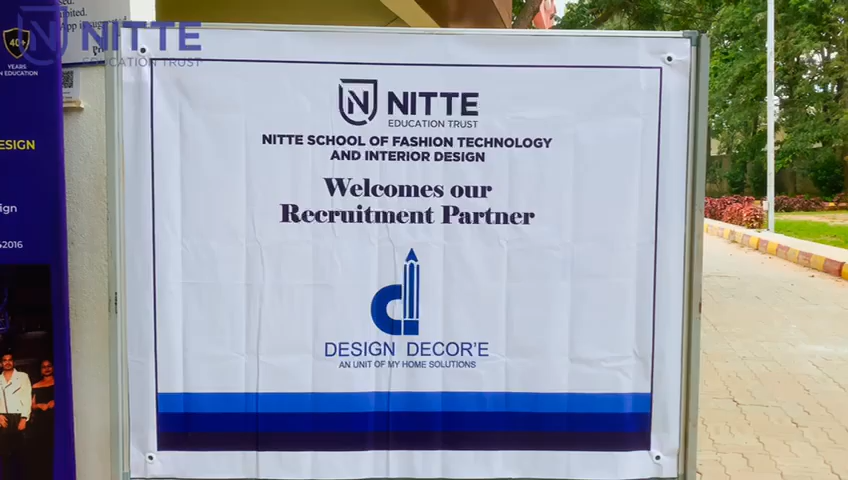 NITTE
EDUCATION TRUST
40+
YEARS
N EDUCATION
ESIGN
ign
2016
NITTE
EDUCATION TRUST
NITTE SCHOOL OF FASHION TECHNOLOGY
AND INTERIOR DESIGN
Welcomes our
Recruitment Partner
DESIGN DECOR'E
AN UNIT OF MY HOME SOLUTIONS